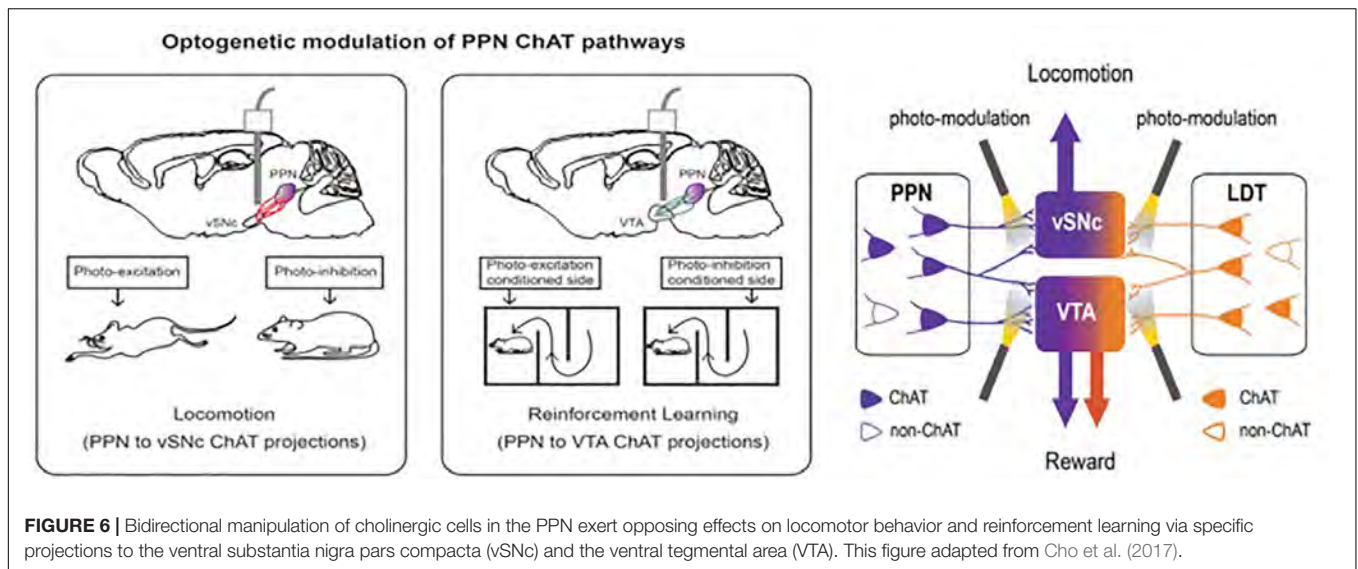 Optogenetic modulation of PPN ChAT pathways
PPN
vSNc
Photo-excitation
Photo-inhibition
Locomotion
(PPN to vSNc ChAT projections)
PPN
VTA
Photo-excitation
conditioned side
Photo-inhibition
conditioned side
Reinforcement Learning
(PPN to VTA ChAT projections)
Locomotion
photo-modulation
photo-modulation
PPN
vSNc
LDT
VTA
ChAT
non-ChAT
ChAT
non-ChAT
Reward
FIGURE 6 | Bidirectional manipulation of cholinergic cells in the PPN exert opposing effects on locomotor behavior and reinforcement learning via specific
projections to the ventral substantia nigra pars compacta (vSNc) and the ventral tegmental area (VTA). This figure adapted from Cho et al. (2017).